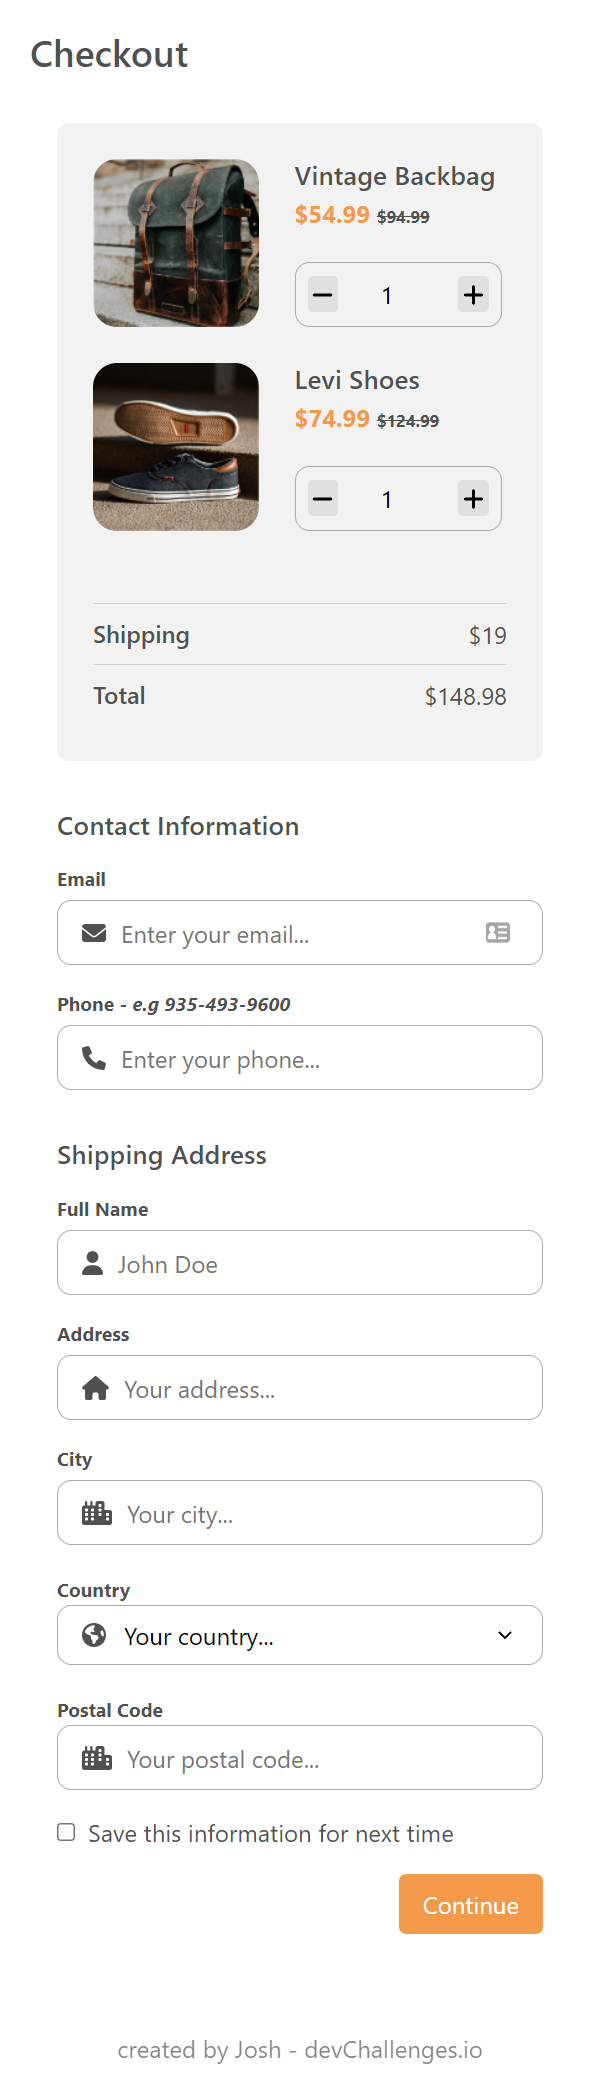 Checkout
Vintage Backbag
$54.99 $94.99
1
Levi Shoes
$74.99 $124.99
1
Shipping $19
Total $148.98
Contact Information
Email
Enter your email...
Phone - e.g 935-493-9600
Enter your phone...
Shipping Address
Full Name
John Doe
Address
Your address...
City
Your city...
Country
Your country...
Postal Code
Your postal code...
Save this information for next time
Continue
created by Josh - devChallenges.io